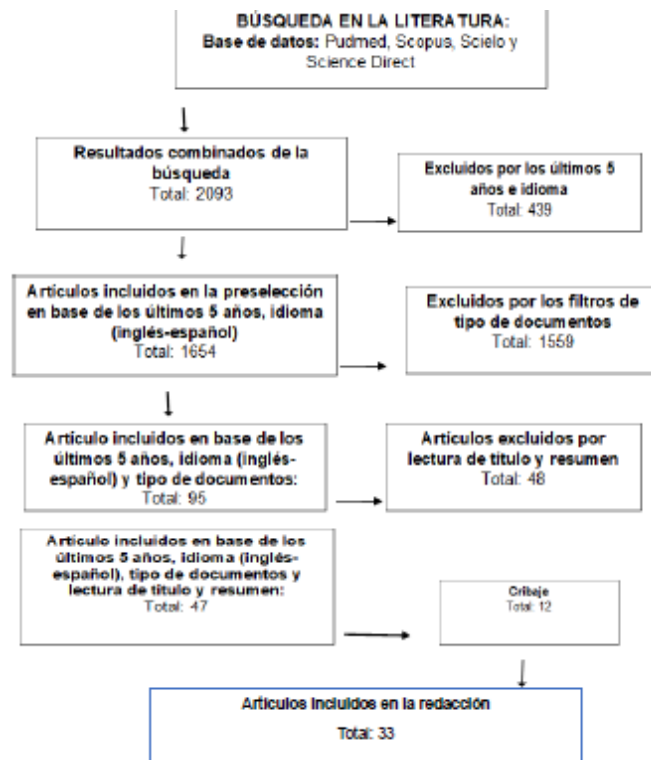 BÚSQUEDA EN LA LITERATURA:
Base de datos: Pudmed, Scopus, Scielo y
Science Direct
Resultados combinados de la
búsqueda
Total: 2093
Excluidos por los últimos 5
años e idioma
Total: 439
Artículos incluidos en la preselección
en base de los últimos 5 años, idioma
(inglés-español)
Total: 1654
Excluidos por los filtros de
tipo de documentos
Total: 1559
Artículo incluidos en base de los
últimos 5 años, idioma (inglés-
español) y tipo de documentos:
Total: 95
Artículos excluidos por
lectura de título y resumen
Total: 48
Artículo incluidos en base de los
últimos 5 años, idioma (inglés-
español), tipo de documentos y
lectura de título y resumen:
Total: 47
Cribaje
Total: 12
Artículos incluidos en la redacción
Total: 33